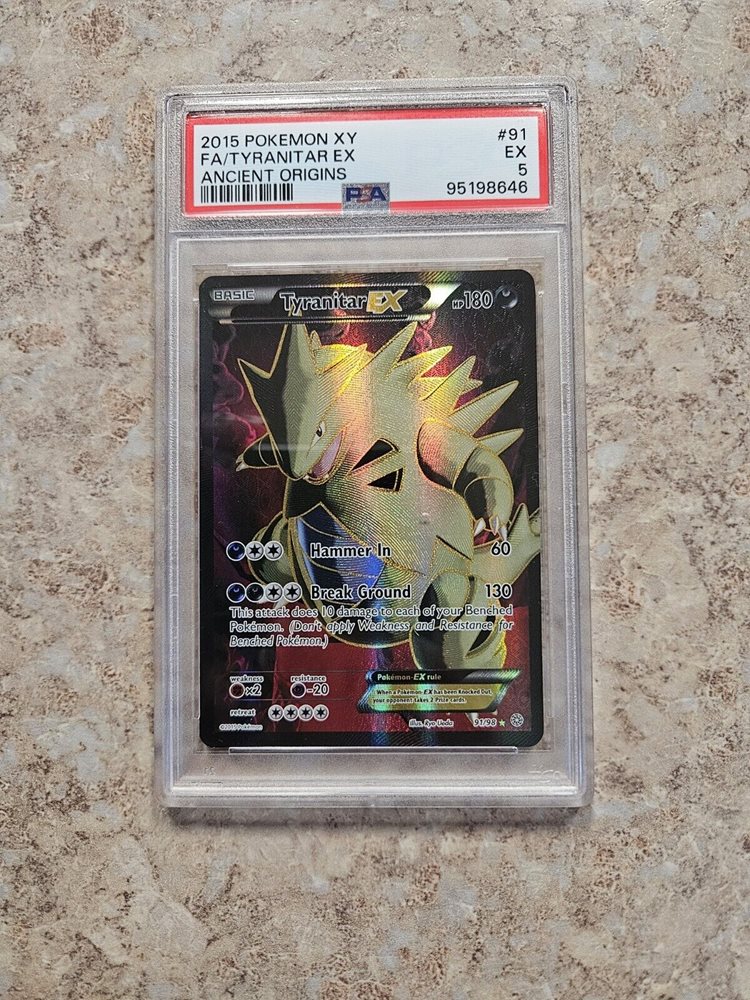 2015 POKEMON XY #91
FA/TYRANITAR EX EX
ANCIENT ORIGINS 5
PSA 95198646
BASIC Tyranitar EX HP180
Hammer In 60
Break Ground 130
This attack does 10 damage to each of your Benched
Pokémon. (Don't apply Weakness and Resistance for
Benched Pokémon.)
weakness resistance
×2 -20
retreat
Pokémon-EX rule
When a Pokémon-EX has been Knocked Out,
your opponent takes 2 Prize cards.
©2015 Pokémon Illus. Ryo Ueda 91/98